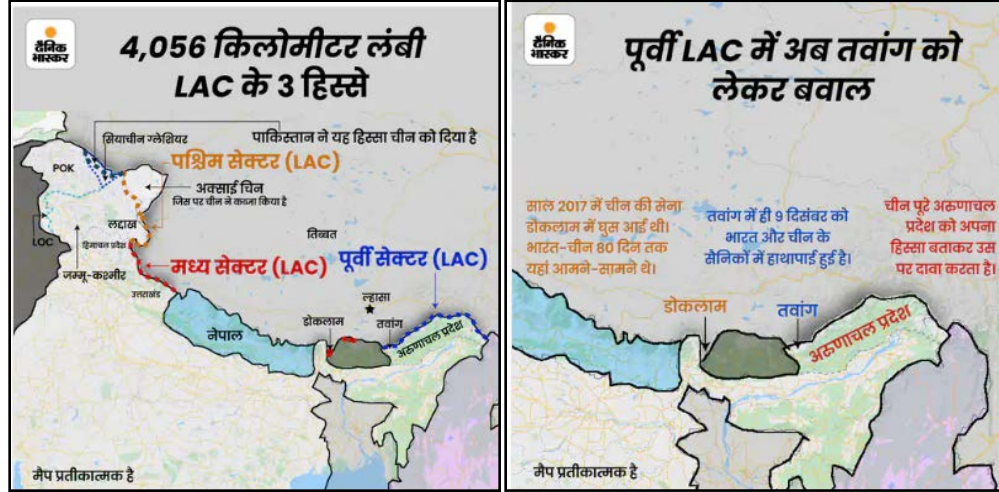 दैनिक
भास्कर
4,056 किलोमीटर लंबी
LAC के 3 हिस्से
सियाचीन ग्लेशियर
पाकिस्तान ने यह हिस्सा चीन को दिया है
POK
पश्चिम सेक्टर (LAC)
अक्साई चिन
जिस पर चीन ने कब्जा किया है
लद्दाख
तिब्बत
LOC
हिमाचल प्रदेश
मध्य सेक्टर (LAC)
पूर्वी सेक्टर (LAC)
जम्मू-कश्मीर
उत्तराखंड
ल्हासा
नेपाल
डोकलाम
तवांग
अरुणाचल प्रदेश
मैप प्रतीकात्मक है
दैनिक
भास्कर
पूर्वी LAC में अब तवांग को
लेकर बवाल
साल 2017 में चीन की सेना
डोकलाम में घुस आई थी।
भारत-चीन 80 दिन तक
यहां आमने-सामने थे।
तवांग में ही 9 दिसंबर को
भारत और चीन के
सैनिकों में हाथापाई हुई है।
चीन पूरे अरुणाचल
प्रदेश को अपना
हिस्सा बताकर उस
पर दावा करता है।
डोकलाम
तवांग
अरुणाचल प्रदेश
मैप प्रतीकात्मक है